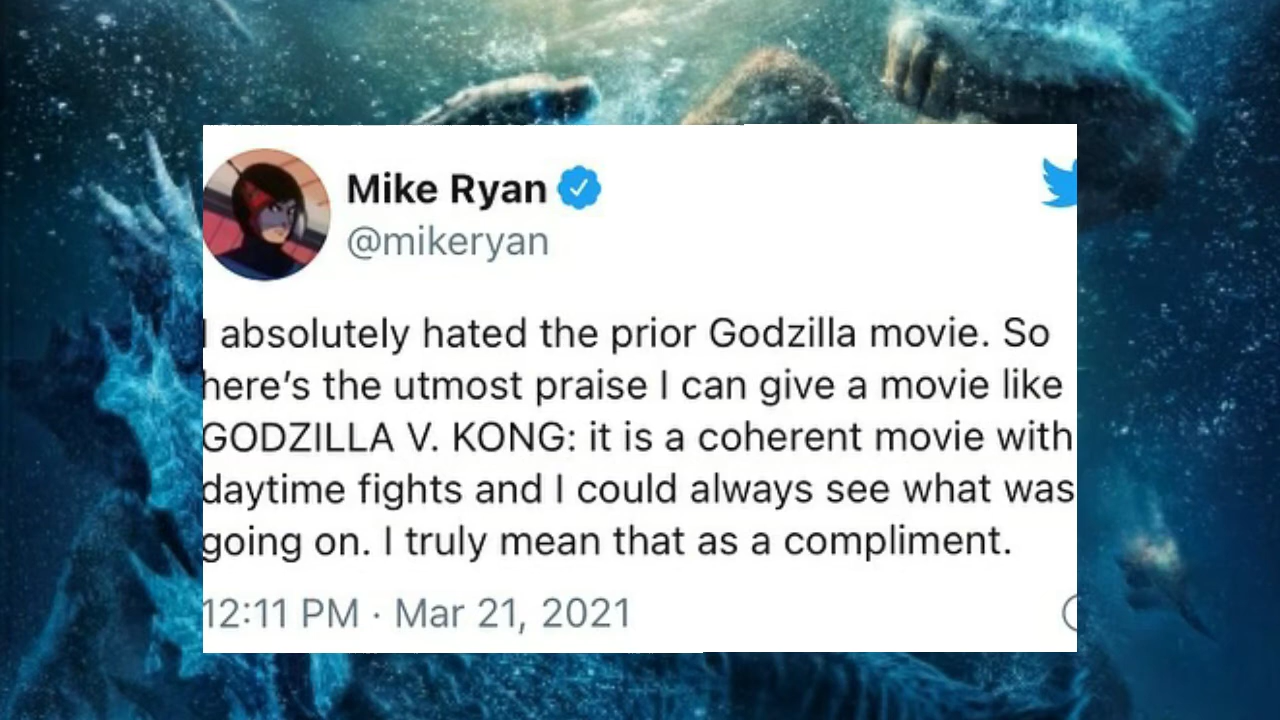 Mike Ryan
@mikeryan
I absolutely hated the prior Godzilla movie. So
here's the utmost praise I can give a movie like
GODZILLA V. KONG: it is a coherent movie with
daytime fights and I could always see what was
going on. I truly mean that as a compliment.
12:11 PM · Mar 21, 2021